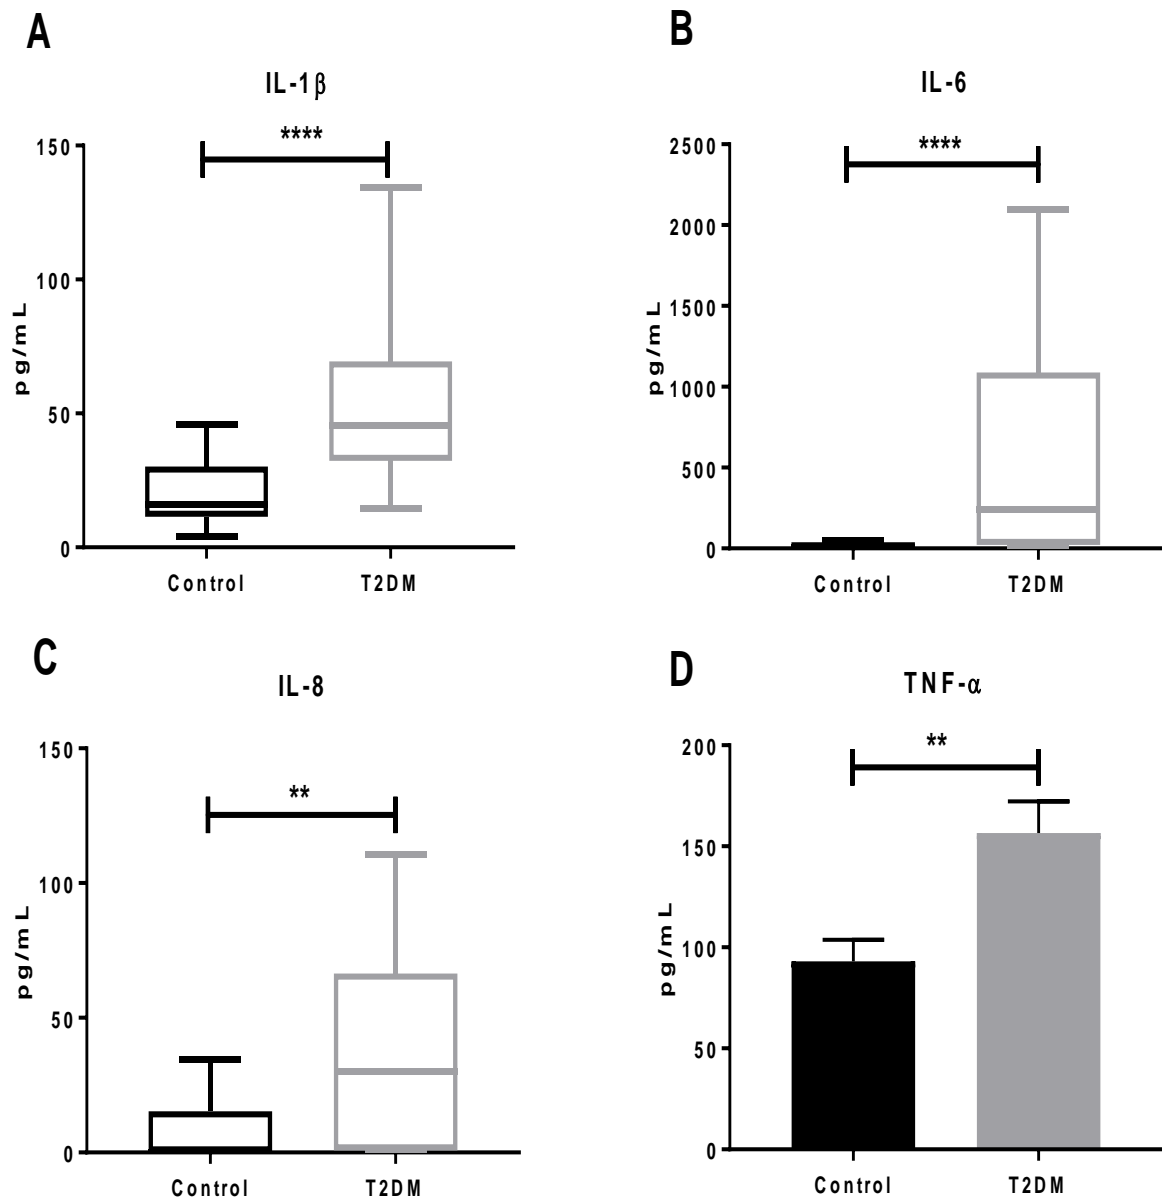 A
IL-1β
****
150
100
50
0
pg/mL
Control
T2DM
B
IL-6
****
2500
2000
1500
1000
500
0
pg/mL
Control
T2DM
C
IL-8
**
150
100
50
0
pg/mL
Control
T2DM
D
TNF-α
**
200
150
100
50
0
pg/mL
Control
T2DM